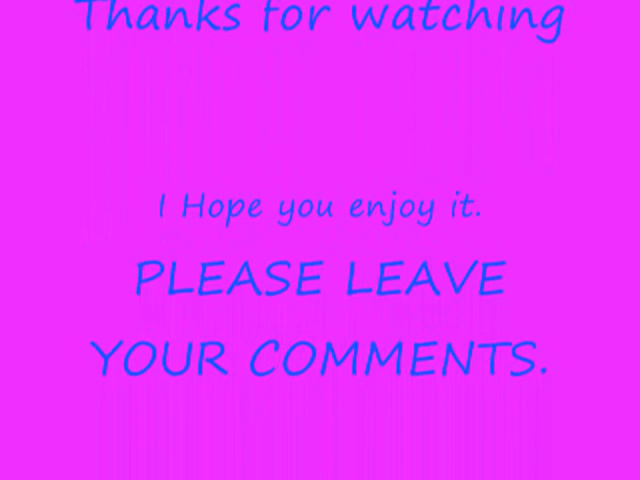 Thanks for watching
I Hope you enjoy it.
PLEASE LEAVE
YOUR COMMENTS.